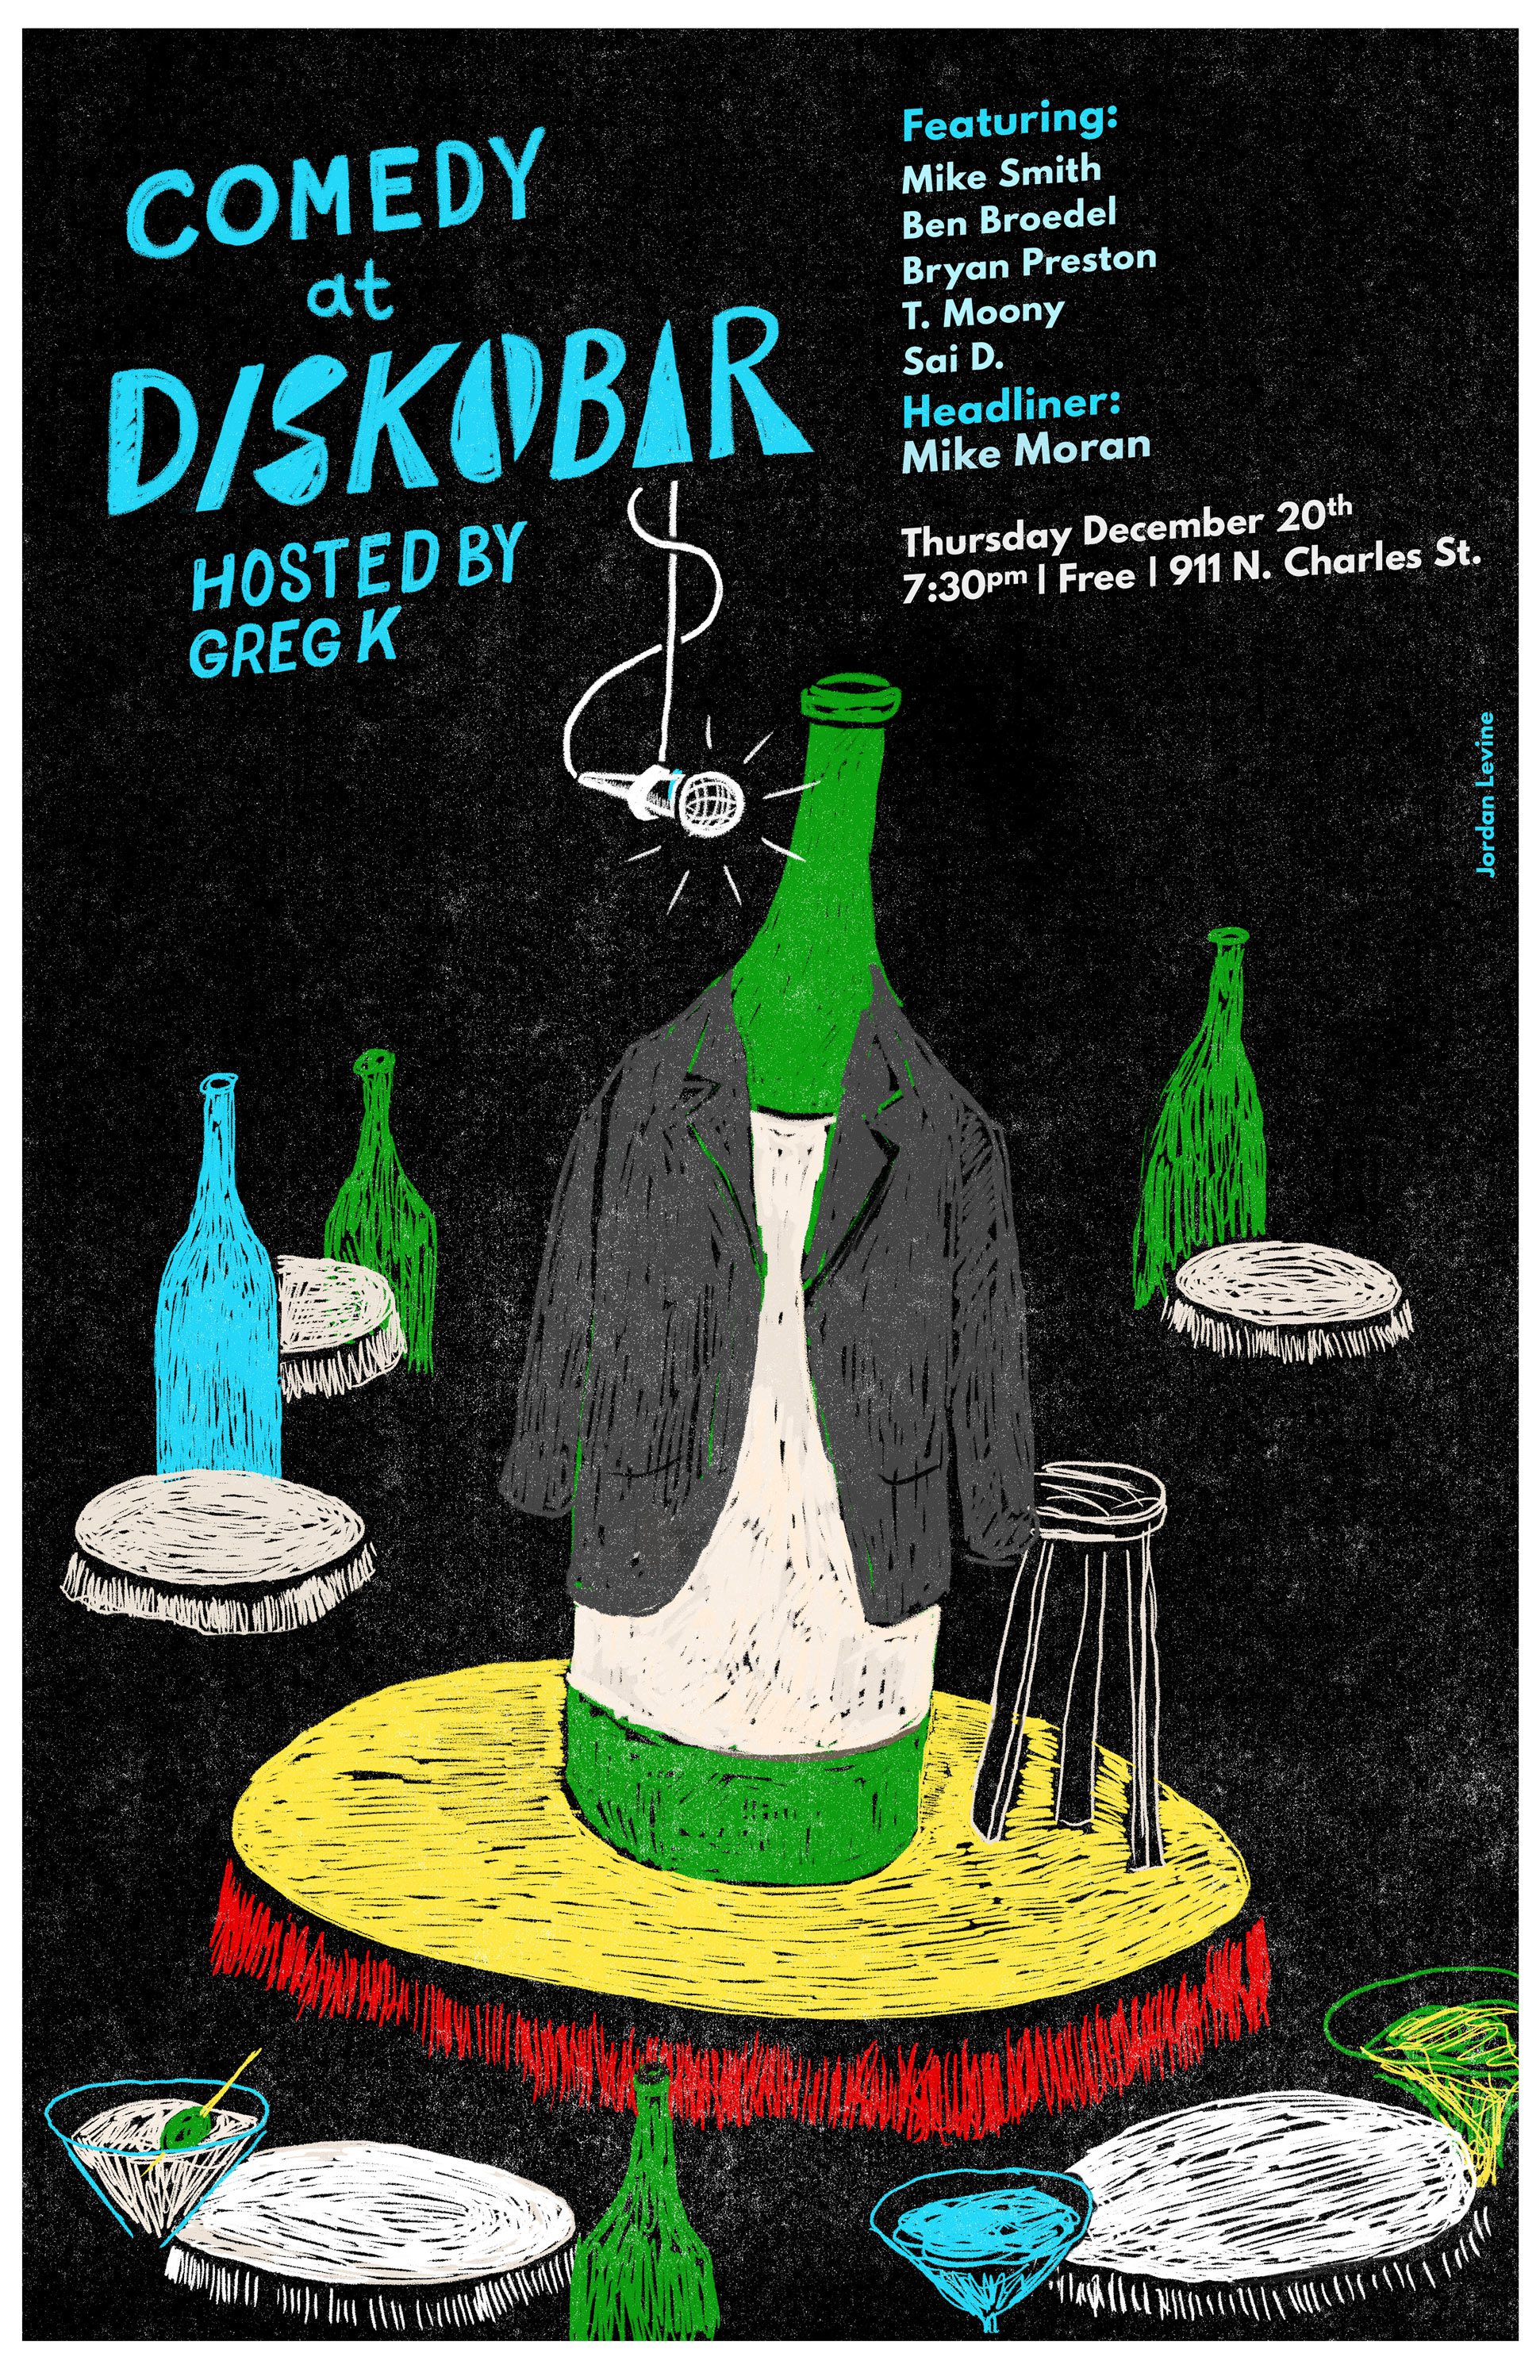 COMEDY
at
DISKOBAR
HOSTED BY
GREG K
Featuring:
Mike Smith
Ben Broedel
Bryan Preston
T. Moony
Sai D.
Headliner:
Mike Moran
Thursday December 20th
7:30pm | Free | 911 N. Charles St.
Jordan Levine